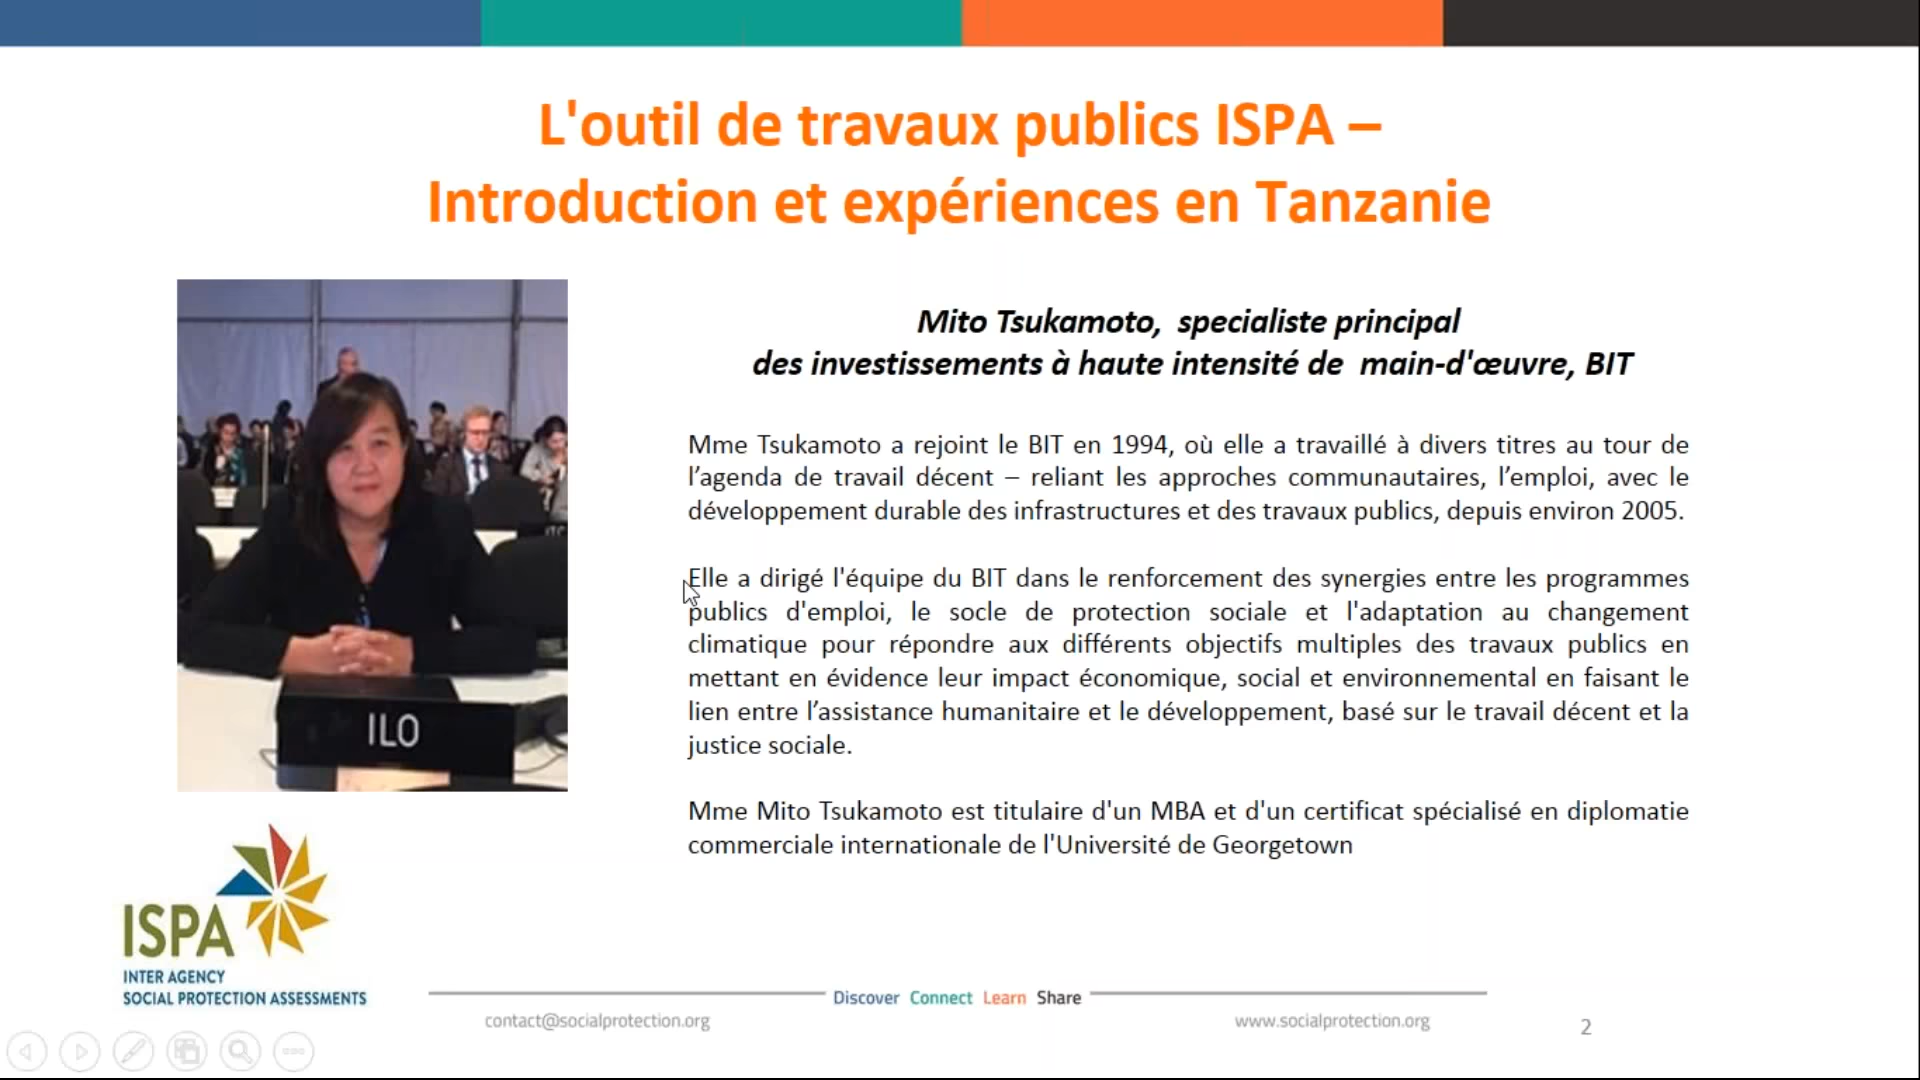 L'outil de travaux publics ISPA –
Introduction et expériences en Tanzanie
Mito Tsukamoto, specialiste principal
des investissements à haute intensité de main-d'œuvre, BIT
Mme Tsukamoto a rejoint le BIT en 1994, où elle a travaillé à divers titres au tour de
l’agenda de travail décent – reliant les approches communautaires, l’emploi, avec le
développement durable des infrastructures et des travaux publics, depuis environ 2005.
Elle a dirigé l'équipe du BIT dans le renforcement des synergies entre les programmes
publics d'emploi, le socle de protection sociale et l'adaptation au changement
climatique pour répondre aux différents objectifs multiples des travaux publics en
mettant en évidence leur impact économique, social et environnemental en faisant le
lien entre l’assistance humanitaire et le développement, basé sur le travail décent et la
justice sociale.
Mme Mito Tsukamoto est titulaire d'un MBA et d'un certificat spécialisé en diplomatie
commerciale internationale de l'Université de Georgetown
ILO
ISPA
INTER AGENCY
SOCIAL PROTECTION ASSESSMENTS
Discover Connect Learn Share
contact@socialprotection.org
www.socialprotection.org
2